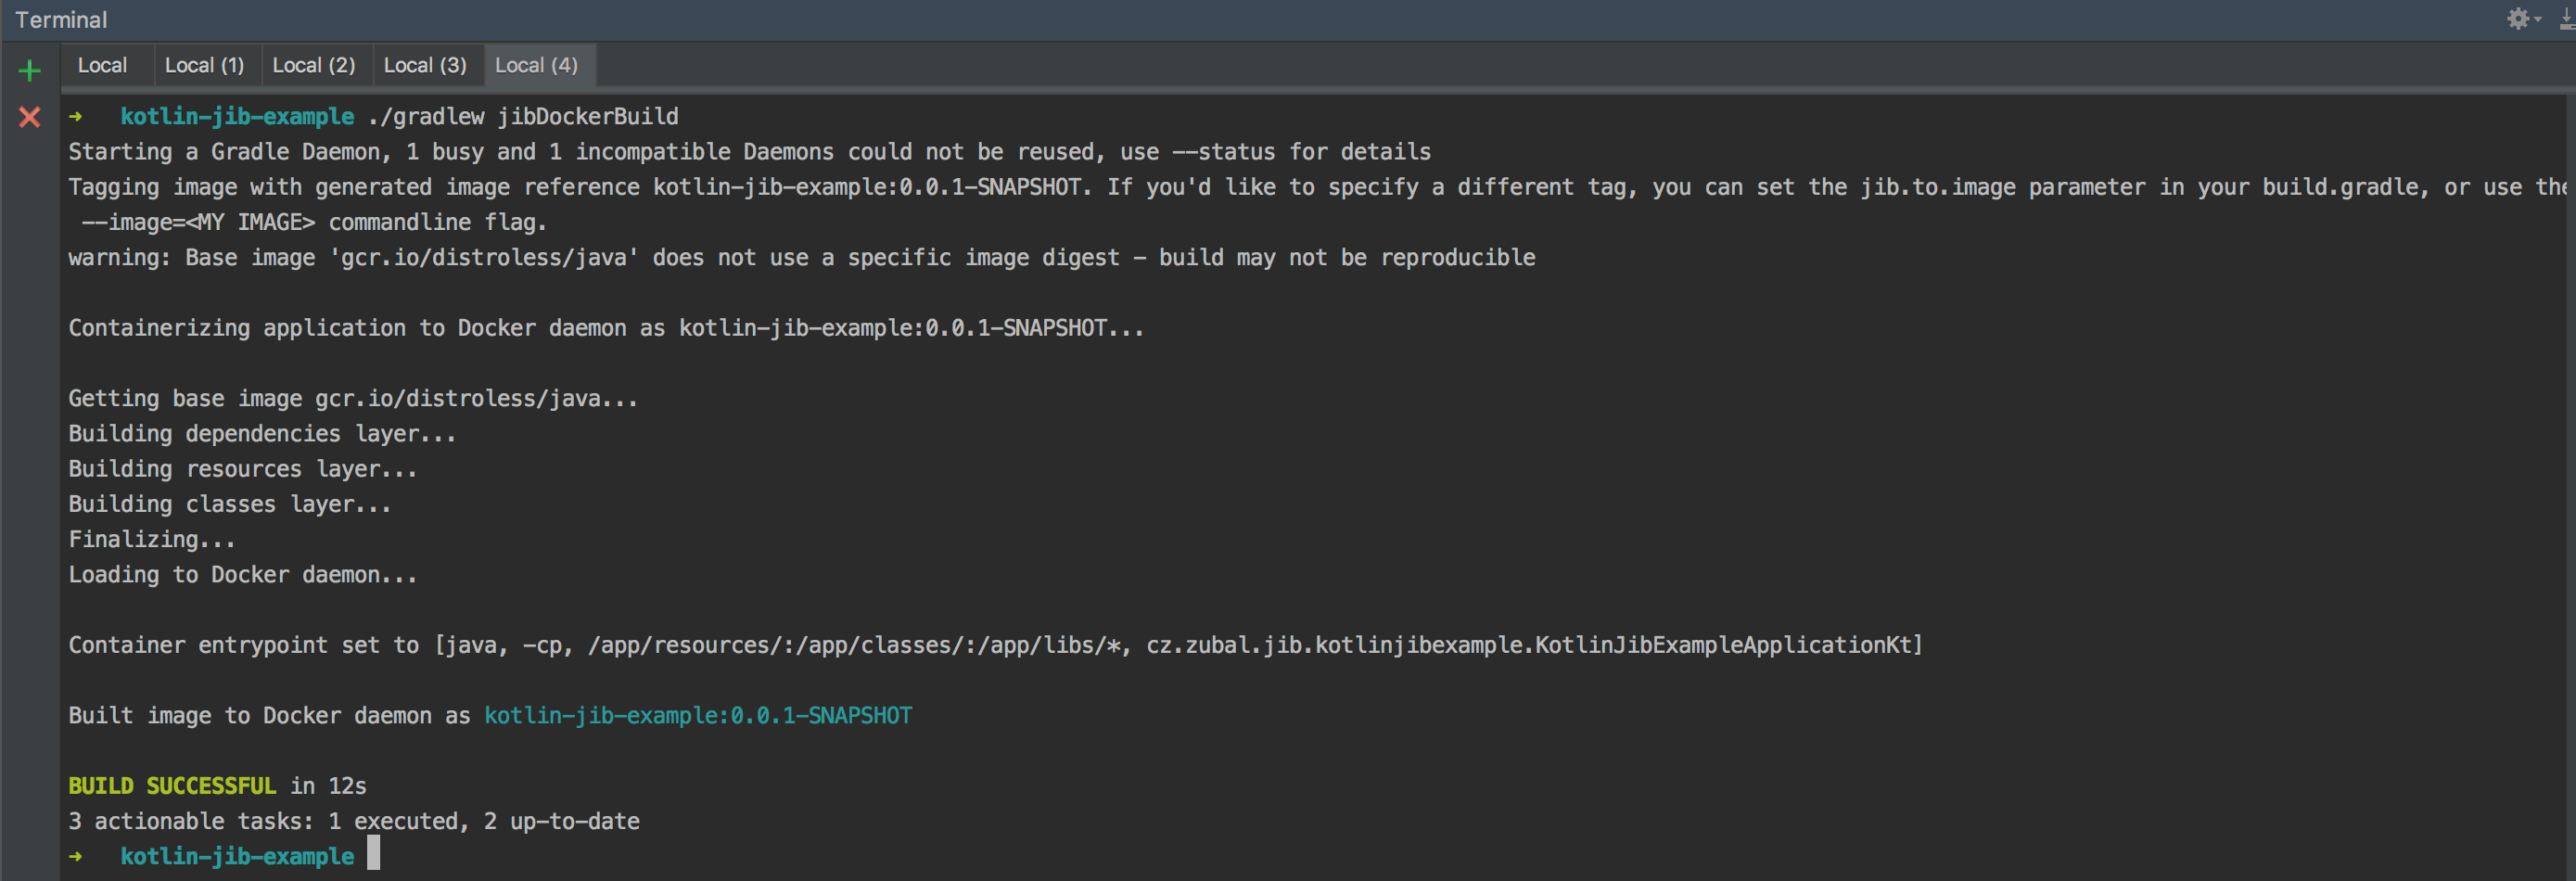 Terminal
Local Local (1) Local (2) Local (3) Local (4)
➜ kotlin-jib-example ./gradlew jibDockerBuild
Starting a Gradle Daemon, 1 busy and 1 incompatible Daemons could not be reused, use --status for details
Tagging image with generated image reference kotlin-jib-example:0.0.1-SNAPSHOT. If you'd like to specify a different tag, you can set the jib.to.image parameter in your build.gradle, or use the
--image=<MY IMAGE> commandline flag.
warning: Base image 'gcr.io/distroless/java' does not use a specific image digest - build may not be reproducible
Containerizing application to Docker daemon as kotlin-jib-example:0.0.1-SNAPSHOT...
Getting base image gcr.io/distroless/java...
Building dependencies layer...
Building resources layer...
Building classes layer...
Finalizing...
Loading to Docker daemon...
Container entrypoint set to [java, -cp, /app/resources/:/app/classes/:/app/libs/*, cz.zubal.jib.kotlinjibexample.KotlinJibExampleApplicationKt]
Built image to Docker daemon as kotlin-jib-example:0.0.1-SNAPSHOT
BUILD SUCCESSFUL in 12s
3 actionable tasks: 1 executed, 2 up-to-date
➜ kotlin-jib-example